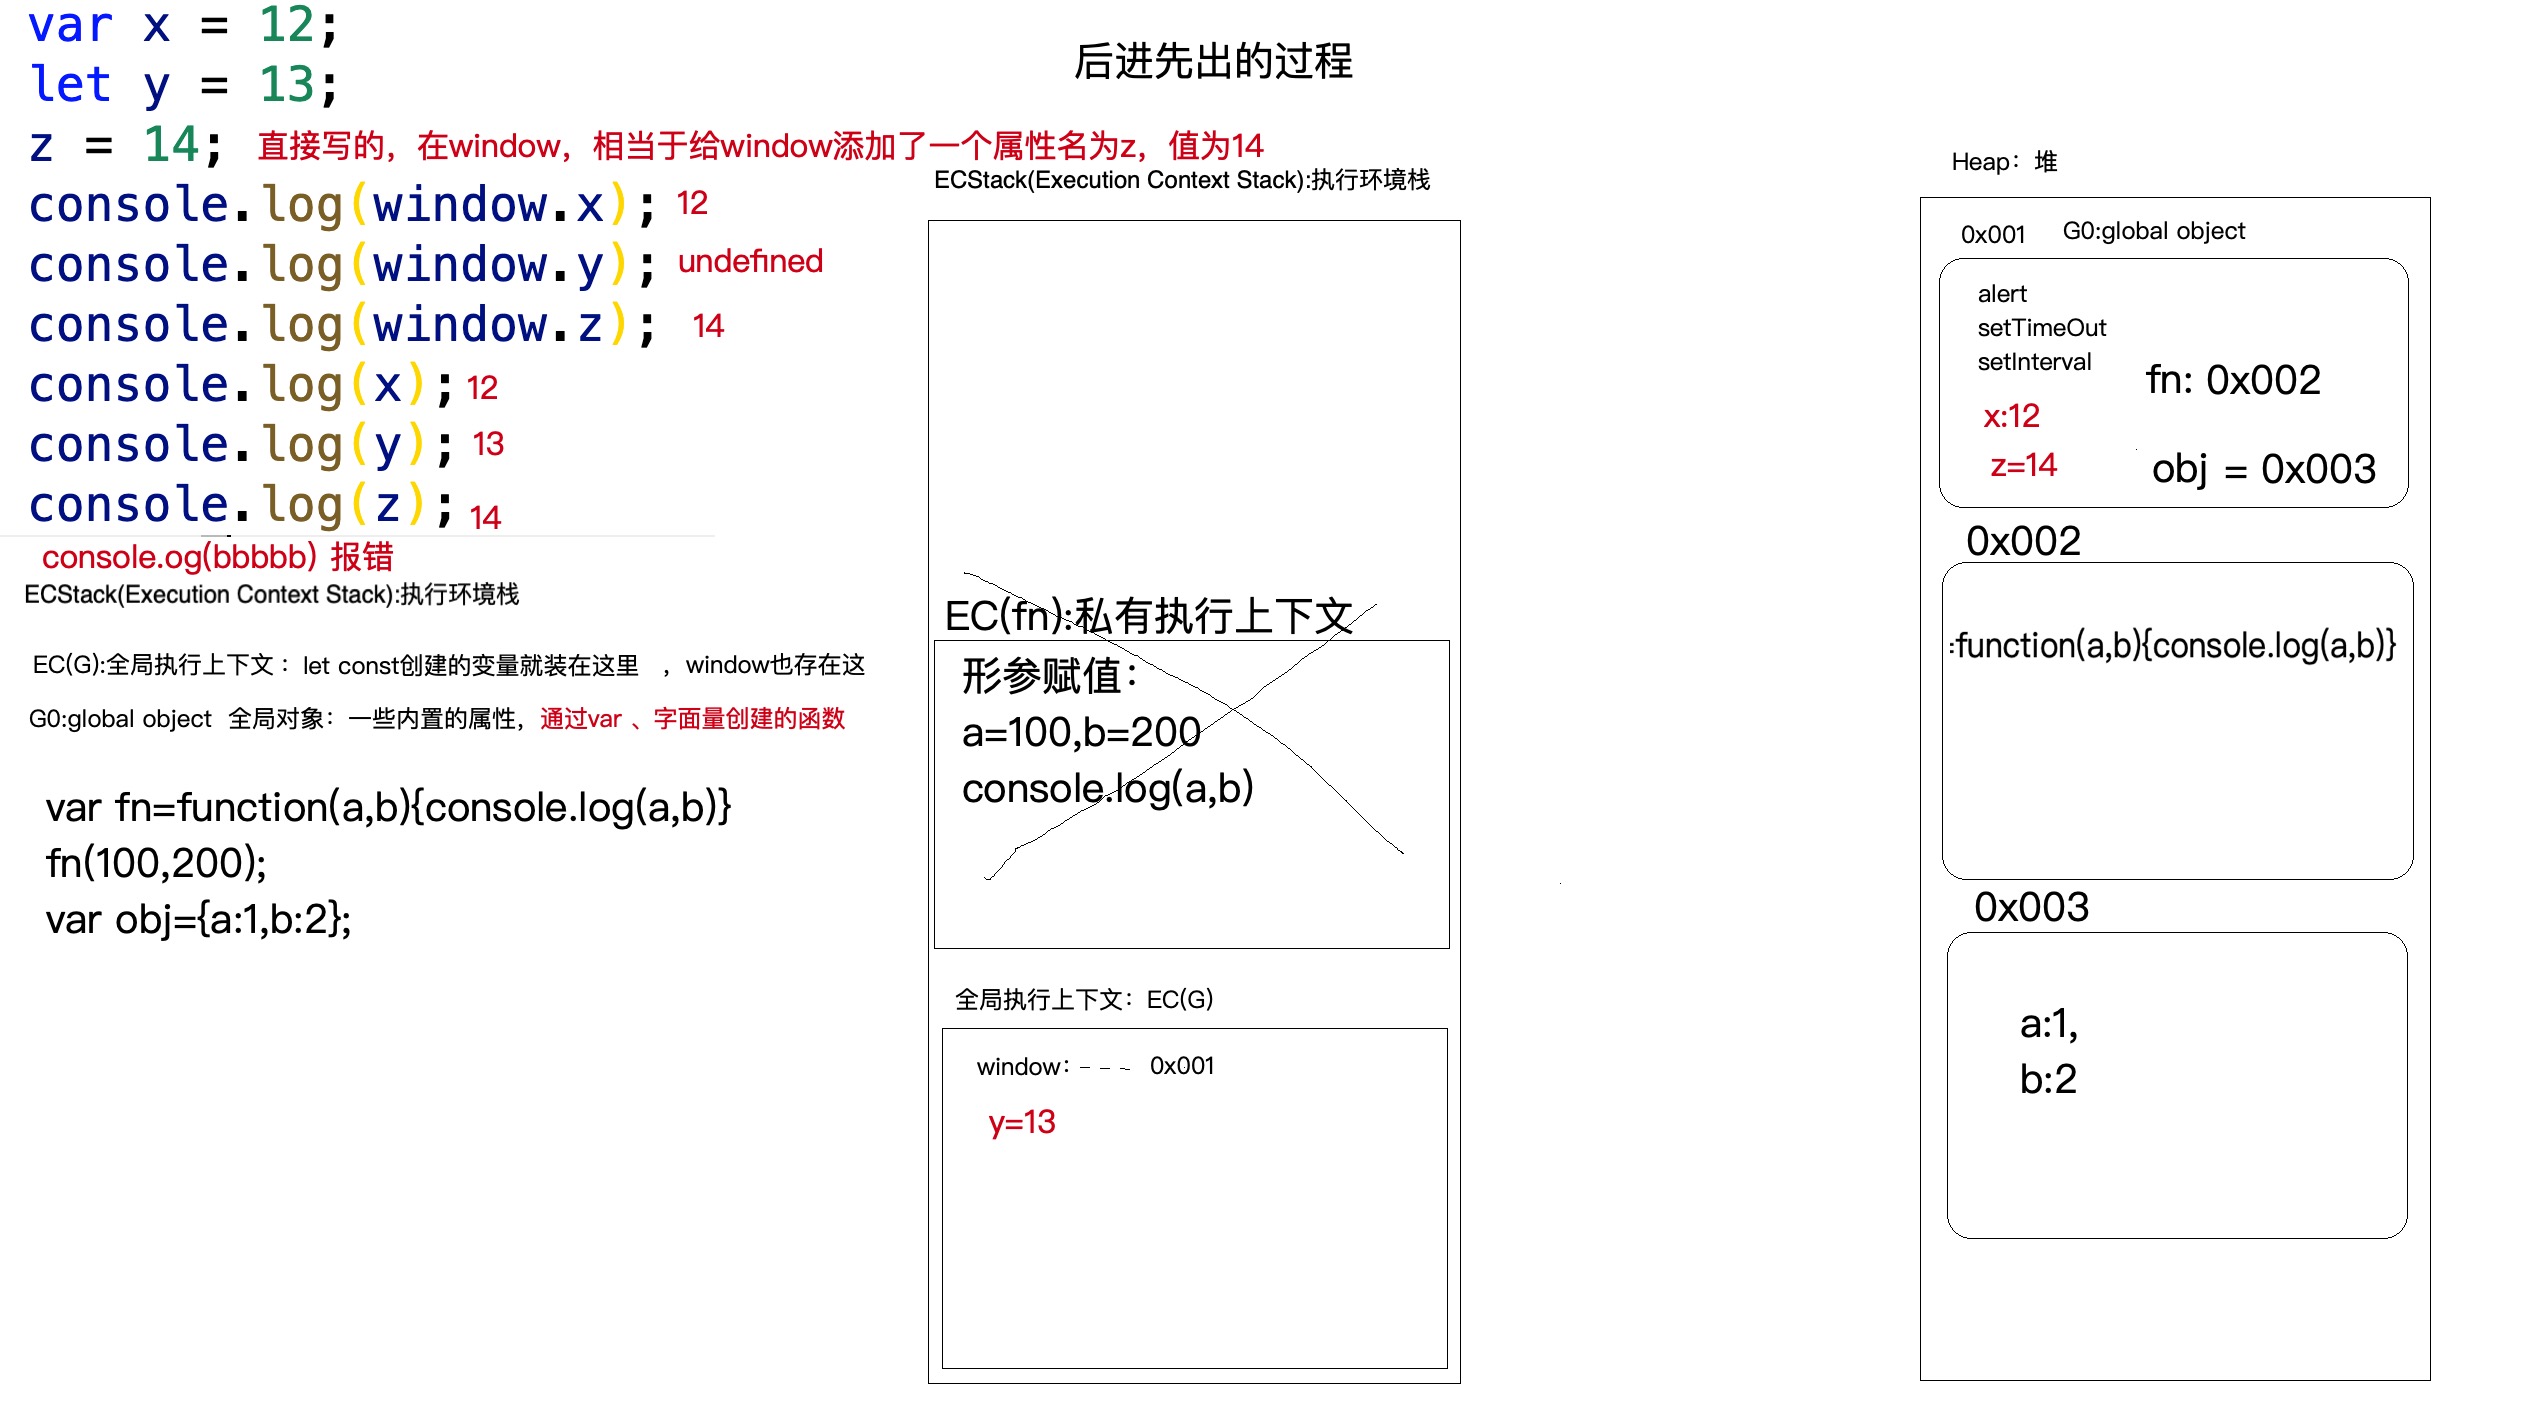 var x = 12;
let y = 13;
z = 14; 直接写的，在window，相当于给window添加了一个属性名为z，值为14
console.log(window.x); 12
console.log(window.y); undefined
console.log(window.z); 14
console.log(x); 12
console.log(y); 13
console.log(z); 14
console.og(bbbbb) 报错
ECStack(Execution Context Stack):执行环境栈
EC(G):全局执行上下文： let const创建的变量就装在这里 ，window也存在这
G0:global object 全局对象：一些内置的属性，通过var 、字面量创建的函数
var fn=function(a,b){console.log(a,b)}
fn(100,200);
var obj={a:1,b:2};
后进先出的过程
ECStack(Execution Context Stack):执行环境栈
EC(fn):私有执行上下文
形参赋值：
a=100,b=200
console.log(a,b)
全局执行上下文：EC(G)
window：- - - 0x001
y=13
Heap：堆
0x001 G0:global object
alert
setTimeOut
setInterval
fn: 0x002
x:12
z=14
obj = 0x003
0x002
:function(a,b){console.log(a,b)}
0x003
a:1,
b:2